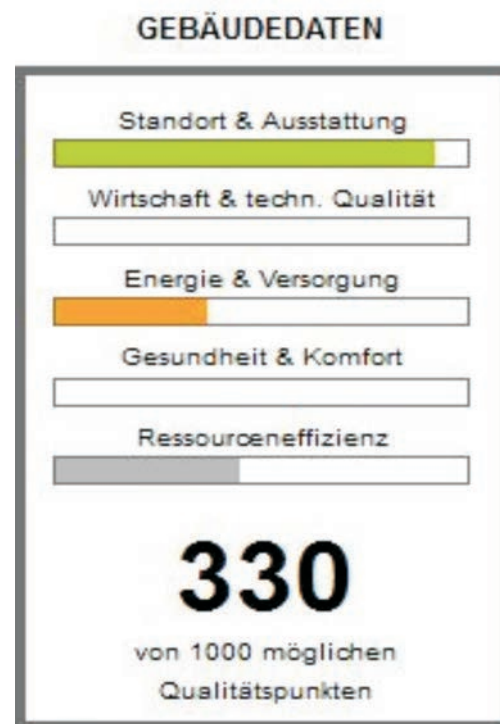 GEBÄUDEDATEN
Standort & Ausstattung
Wirtschaft & techn. Qualität
Energie & Versorgung
Gesundheit & Komfort
Ressourceneffizienz
330
von 1000 möglichen
Qualitätspunkten